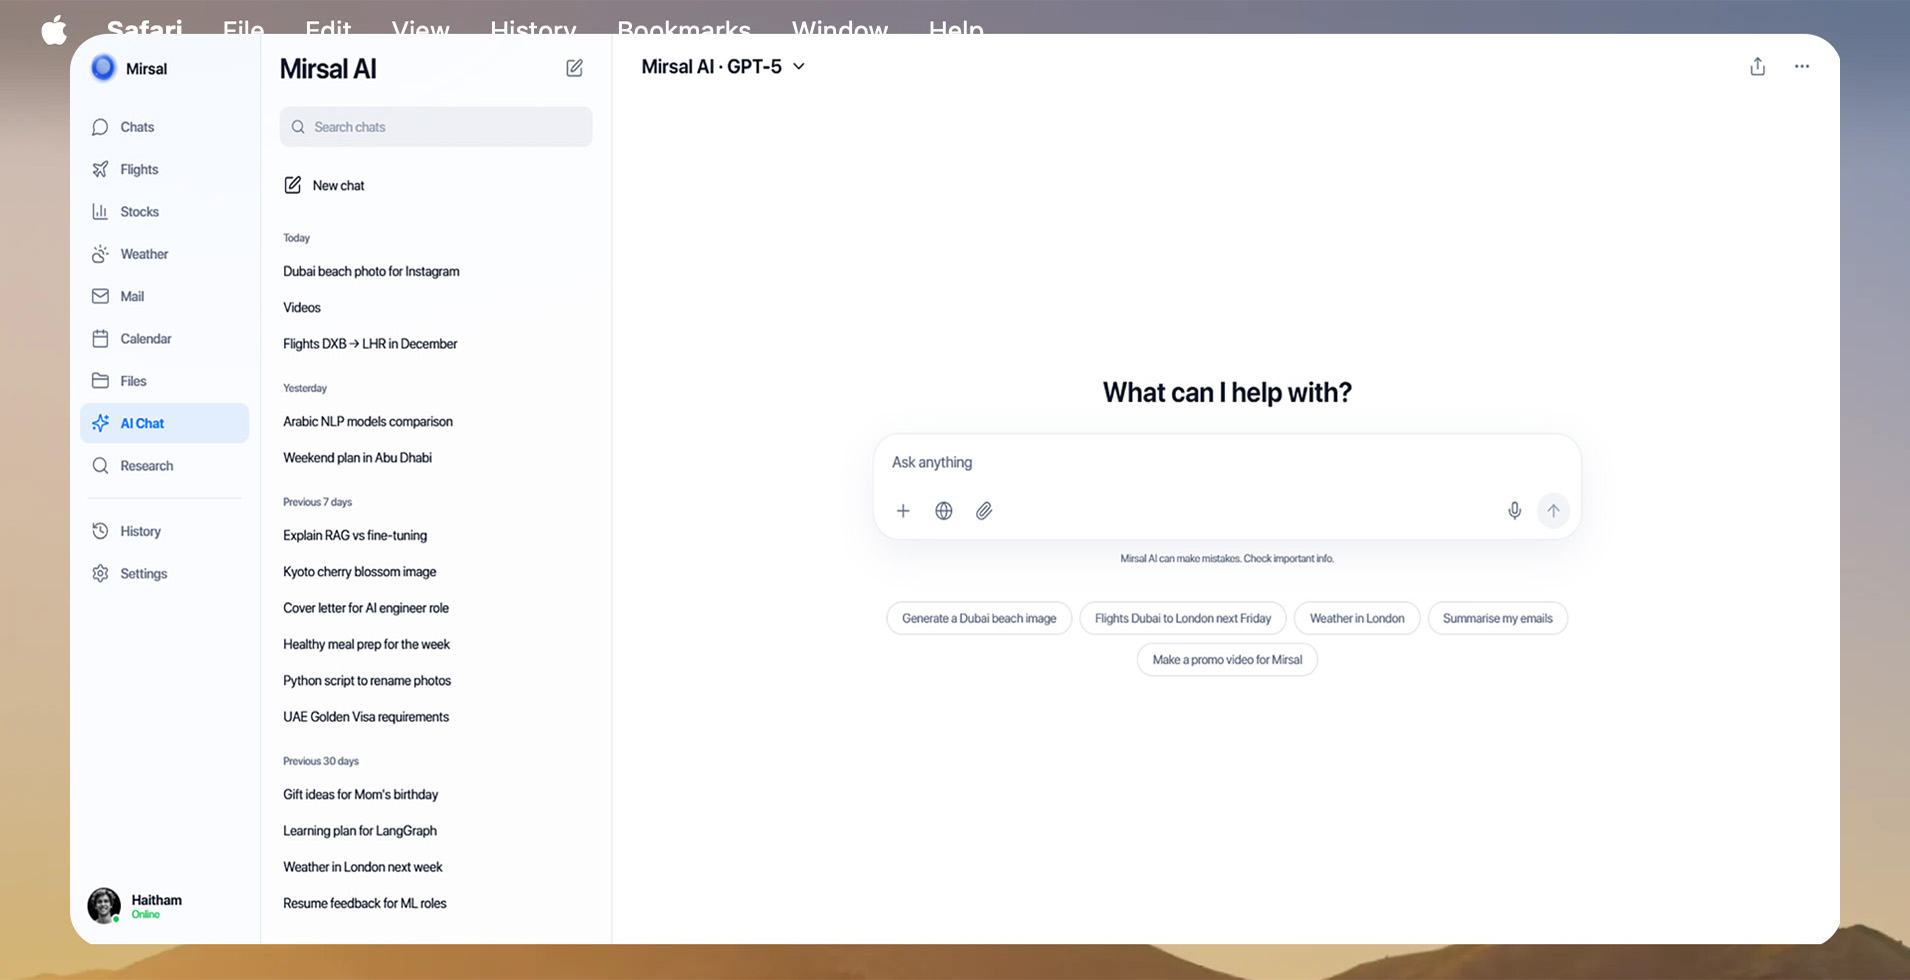 Safari File Edit View History Bookmarks Window Help
Mirsal
Chats
Flights
Stocks
Weather
Mail
Calendar
Files
AI Chat
Research
History
Settings
Haitham
Online
Mirsal AI
Search chats
New chat
Today
Dubai beach photo for Instagram
Videos
Flights DXB → LHR in December
Yesterday
Arabic NLP models comparison
Weekend plan in Abu Dhabi
Previous 7 days
Explain RAG vs fine-tuning
Kyoto cherry blossom image
Cover letter for AI engineer role
Healthy meal prep for the week
Python script to rename photos
UAE Golden Visa requirements
Previous 30 days
Gift ideas for Mom's birthday
Learning plan for LangGraph
Weather in London next week
Resume feedback for ML roles
Mirsal AI · GPT-5
What can I help with?
Ask anything
Mirsal AI can make mistakes. Check important info.
Generate a Dubai beach image
Flights Dubai to London next Friday
Weather in London
Summarise my emails
Make a promo video for Mirsal